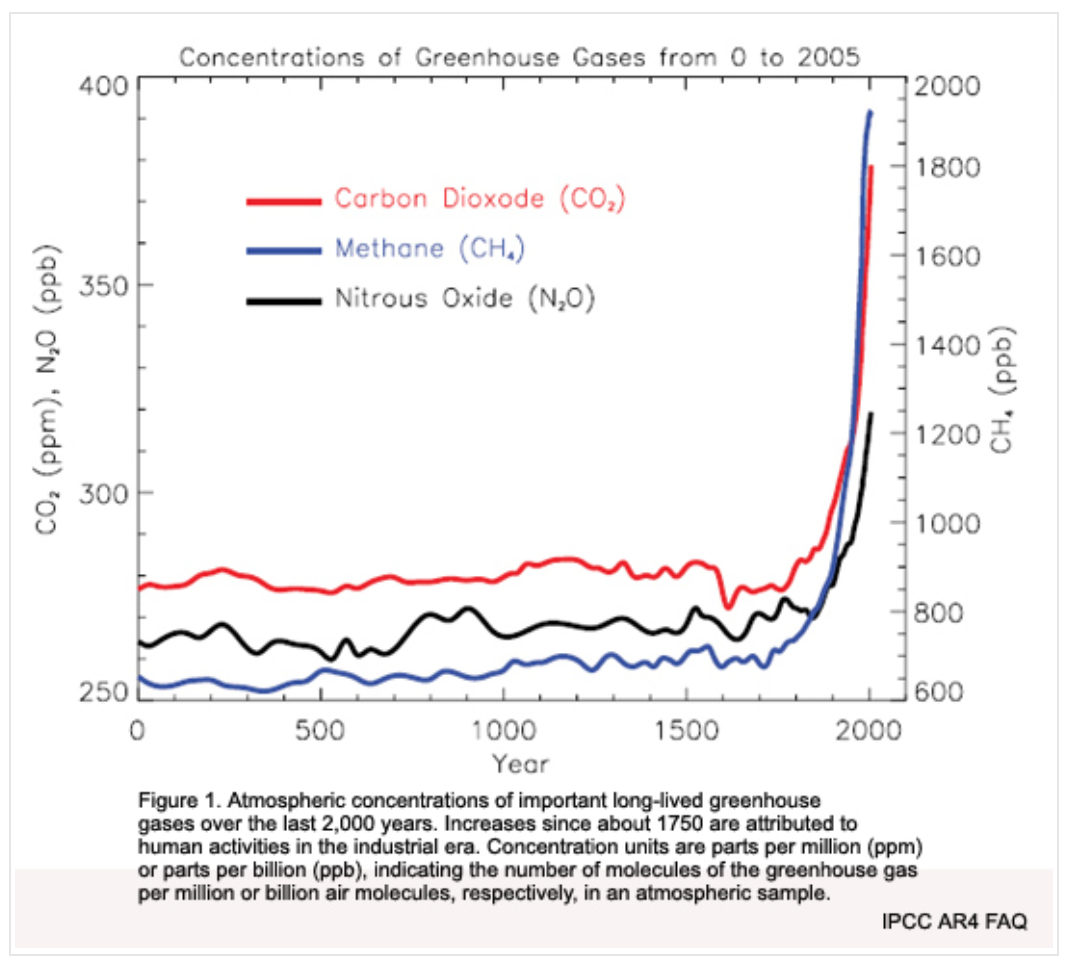 Concentrations of Greenhouse Gases from 0 to 2005
400
350
300
250
CO₂ (ppm), N₂O (ppb)
Carbon Dioxode (CO₂)
Methane (CH₄)
Nitrous Oxide (N₂O)
2000
1800
1600
1400
1200
1000
800
600
CH₄ (ppb)
0 500 1000 1500 2000
Year
Figure 1. Atmospheric concentrations of important long-lived greenhouse
gases over the last 2,000 years. Increases since about 1750 are attributed to
human activities in the industrial era. Concentration units are parts per million (ppm)
or parts per billion (ppb), indicating the number of molecules of the greenhouse gas
per million or billion air molecules, respectively, in an atmospheric sample.
IPCC AR4 FAQ